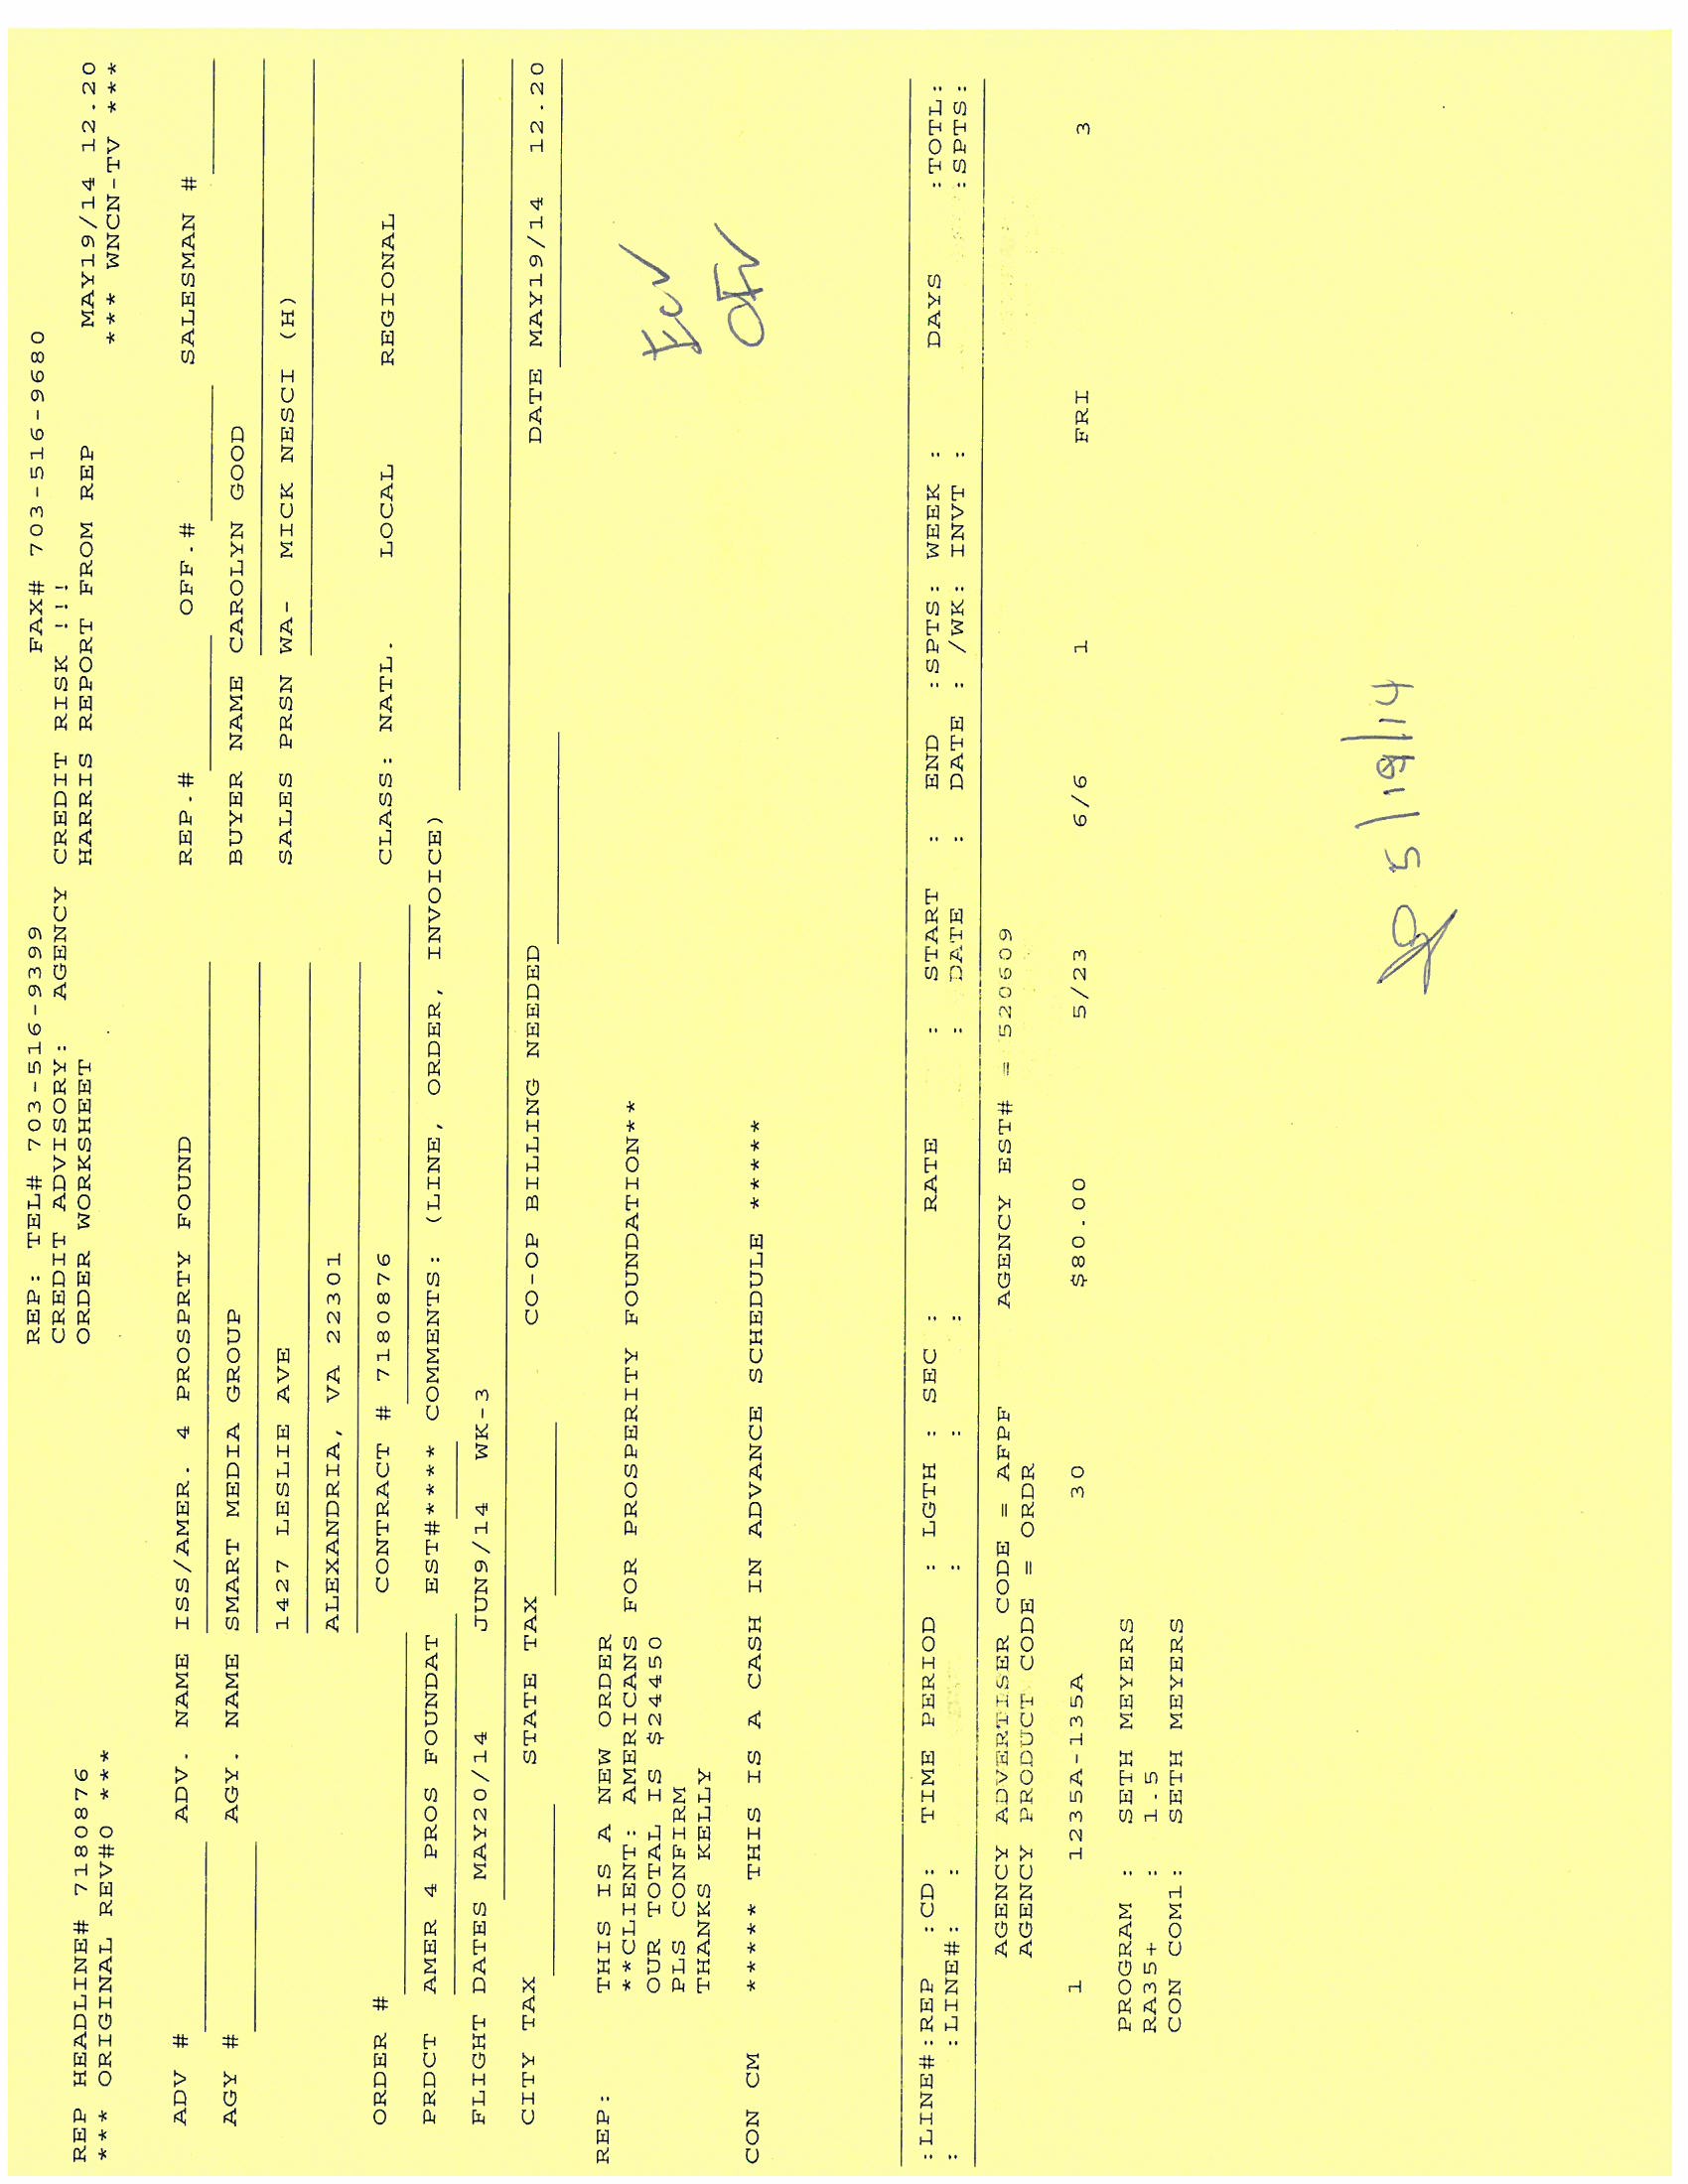 REP: TEL# 703-516-9399 FAX# 703-516-9680
CREDIT ADVISORY: AGENCY CREDIT RISK !!!
REP HEADLINE# 7180876 ORDER WORKSHEET HARRIS REPORT FROM REP MAY19/14 12.20
*** ORIGINAL REV#0 *** *** WNCN-TV ***
ADV # ADV. NAME ISS/AMER. 4 PROSPRTY FOUND REP.# OFF.# SALESMAN #
AGY # AGY. NAME SMART MEDIA GROUP BUYER NAME CAROLYN GOOD
1427 LESLIE AVE SALES PRSN WA- MICK NESCI (H)
ALEXANDRIA, VA 22301
ORDER # CONTRACT # 7180876 CLASS: NATL. LOCAL REGIONAL
PRDCT AMER 4 PROS FOUNDAT EST#**** COMMENTS: (LINE, ORDER, INVOICE)
FLIGHT DATES MAY20/14 JUN9/14 WK-3
CITY TAX STATE TAX CO-OP BILLING NEEDED DATE MAY19/14 12.20
REP: THIS IS A NEW ORDER
**CLIENT: AMERICANS FOR PROSPERITY FOUNDATION**
OUR TOTAL IS $24450
PLS CONFIRM
THANKS KELLY
CON CM ***** THIS IS A CASH IN ADVANCE SCHEDULE *****
:LINE#:REP :CD: TIME PERIOD : LGTH : SEC : RATE : START : END :SPTS: WEEK : DAYS :TOTL:
: :LINE#: : : : : DATE : DATE : /WK: INVT : :SPTS:
AGENCY ADVERTISER CODE = AFPF AGENCY EST# = 520609
AGENCY PRODUCT CODE = ORDR
1 1235A-135A 30 $80.00 5/23 6/6 1 FRI 3
PROGRAM : SETH MEYERS
RA35+ : 1.5
CON COM1: SETH MEYERS
5/19/14